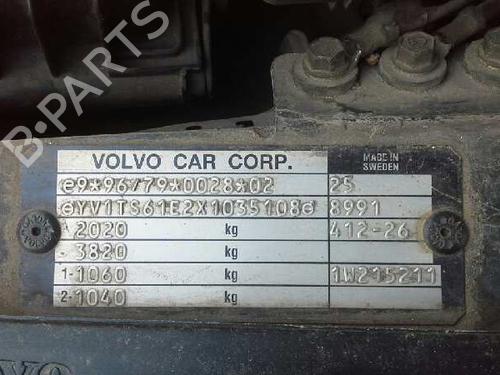 B-PARTS
VOLVO CAR CORP. MADE IN SWEDEN
e9*96/79*0028*02 25
@YV1TS61E2X1035108@ 8991
2020 kg 412-26
- 3820 kg
1-1060 kg 1W215211
2-1040 kg